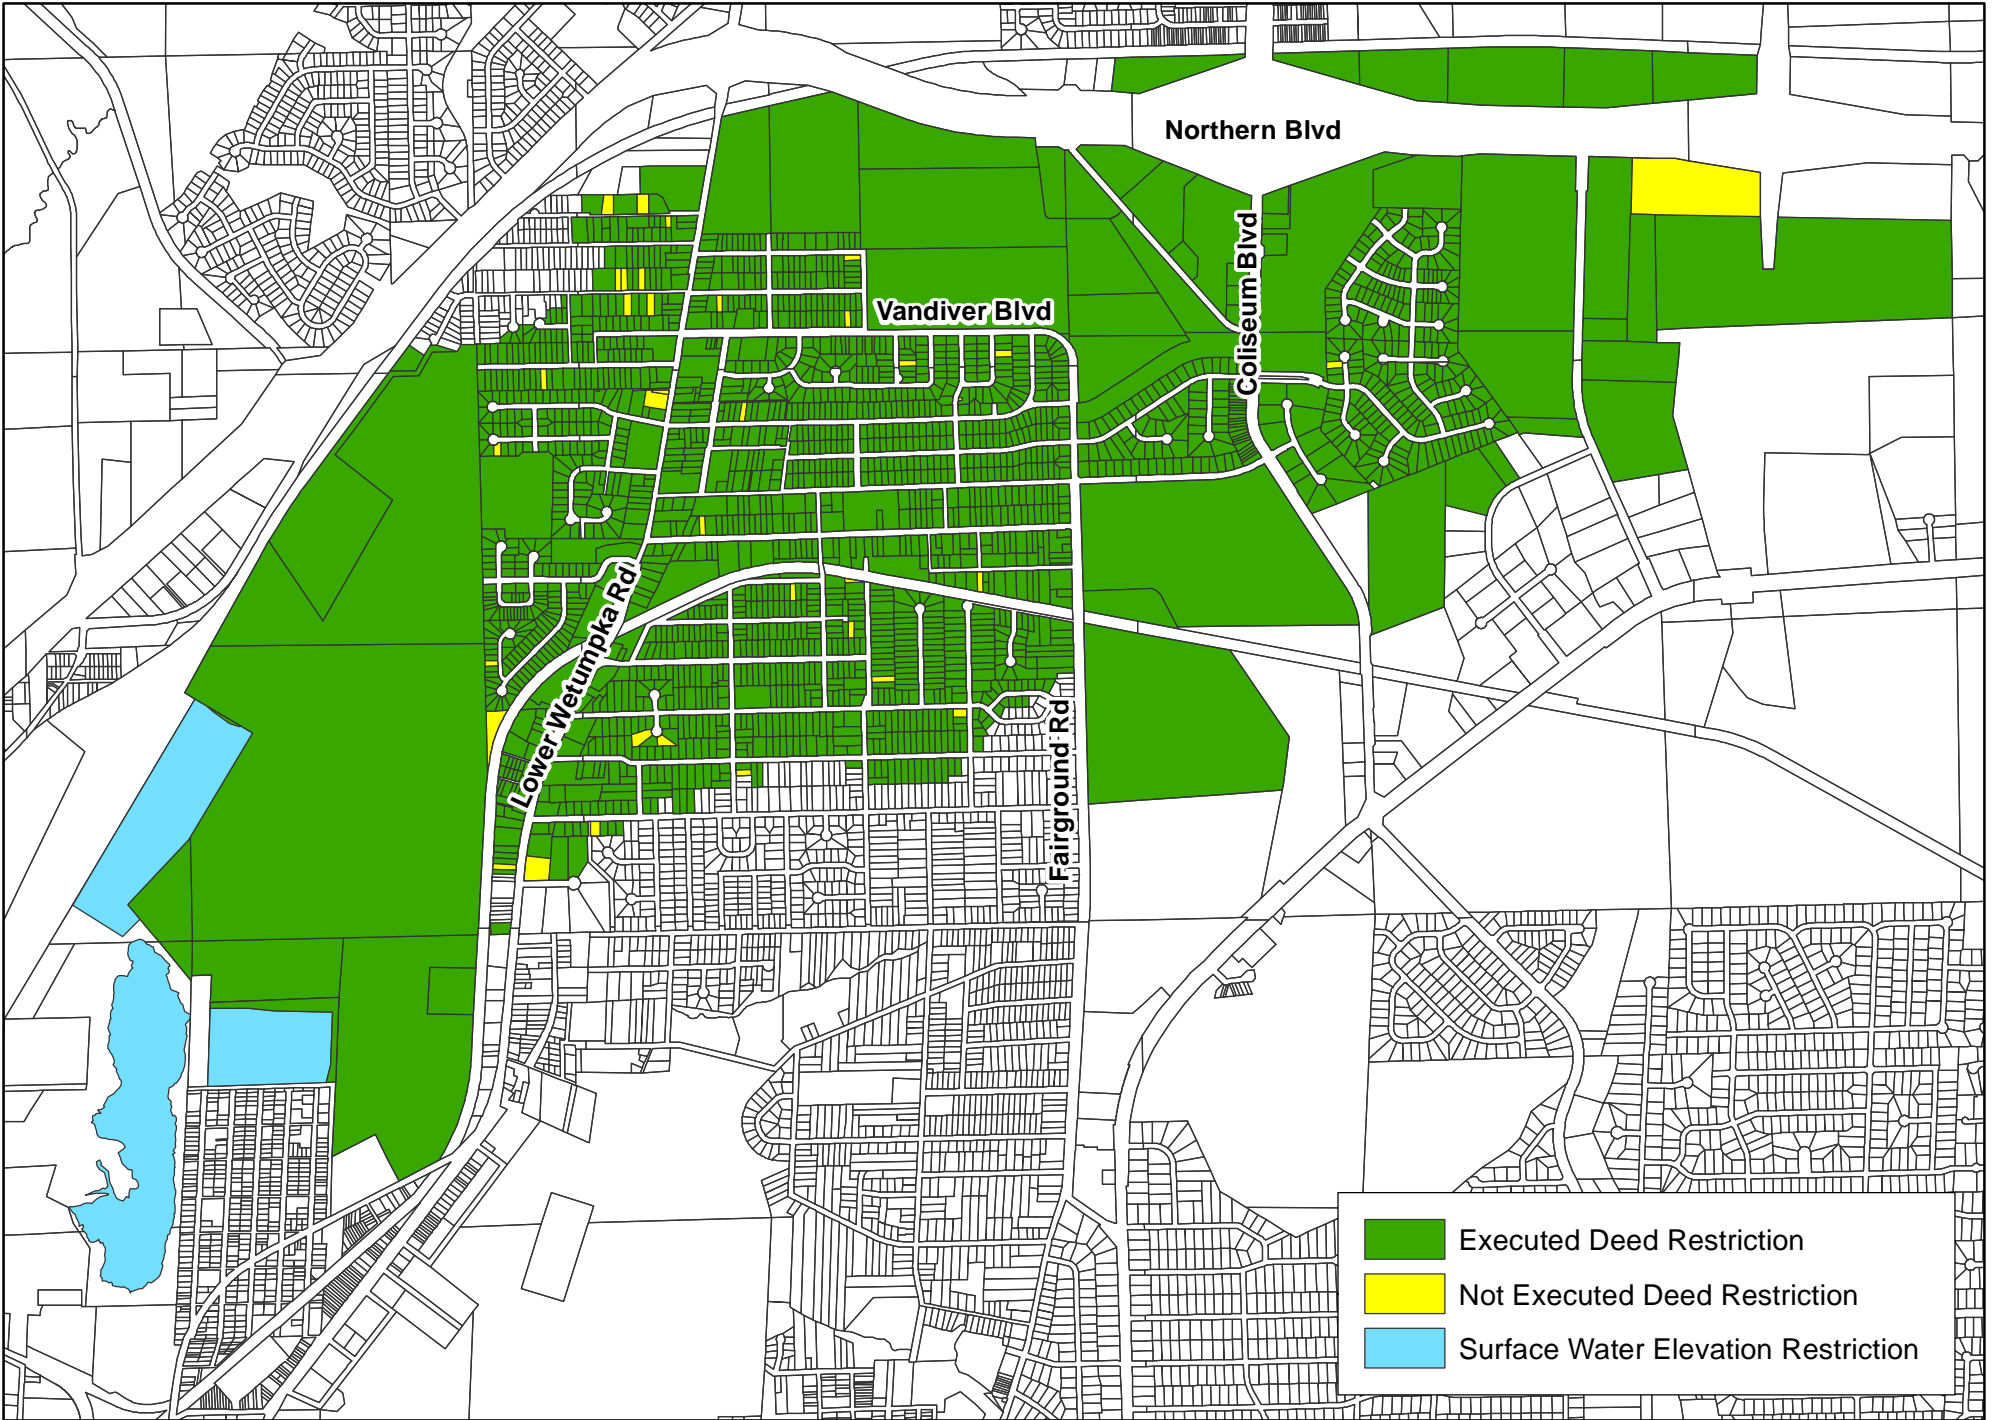 Northern Blvd
Coliseum Blvd
Vandiver Blvd
Lower Wetumpka Rd
Fairground Rd
Executed Deed Restriction
Not Executed Deed Restriction
Surface Water Elevation Restriction